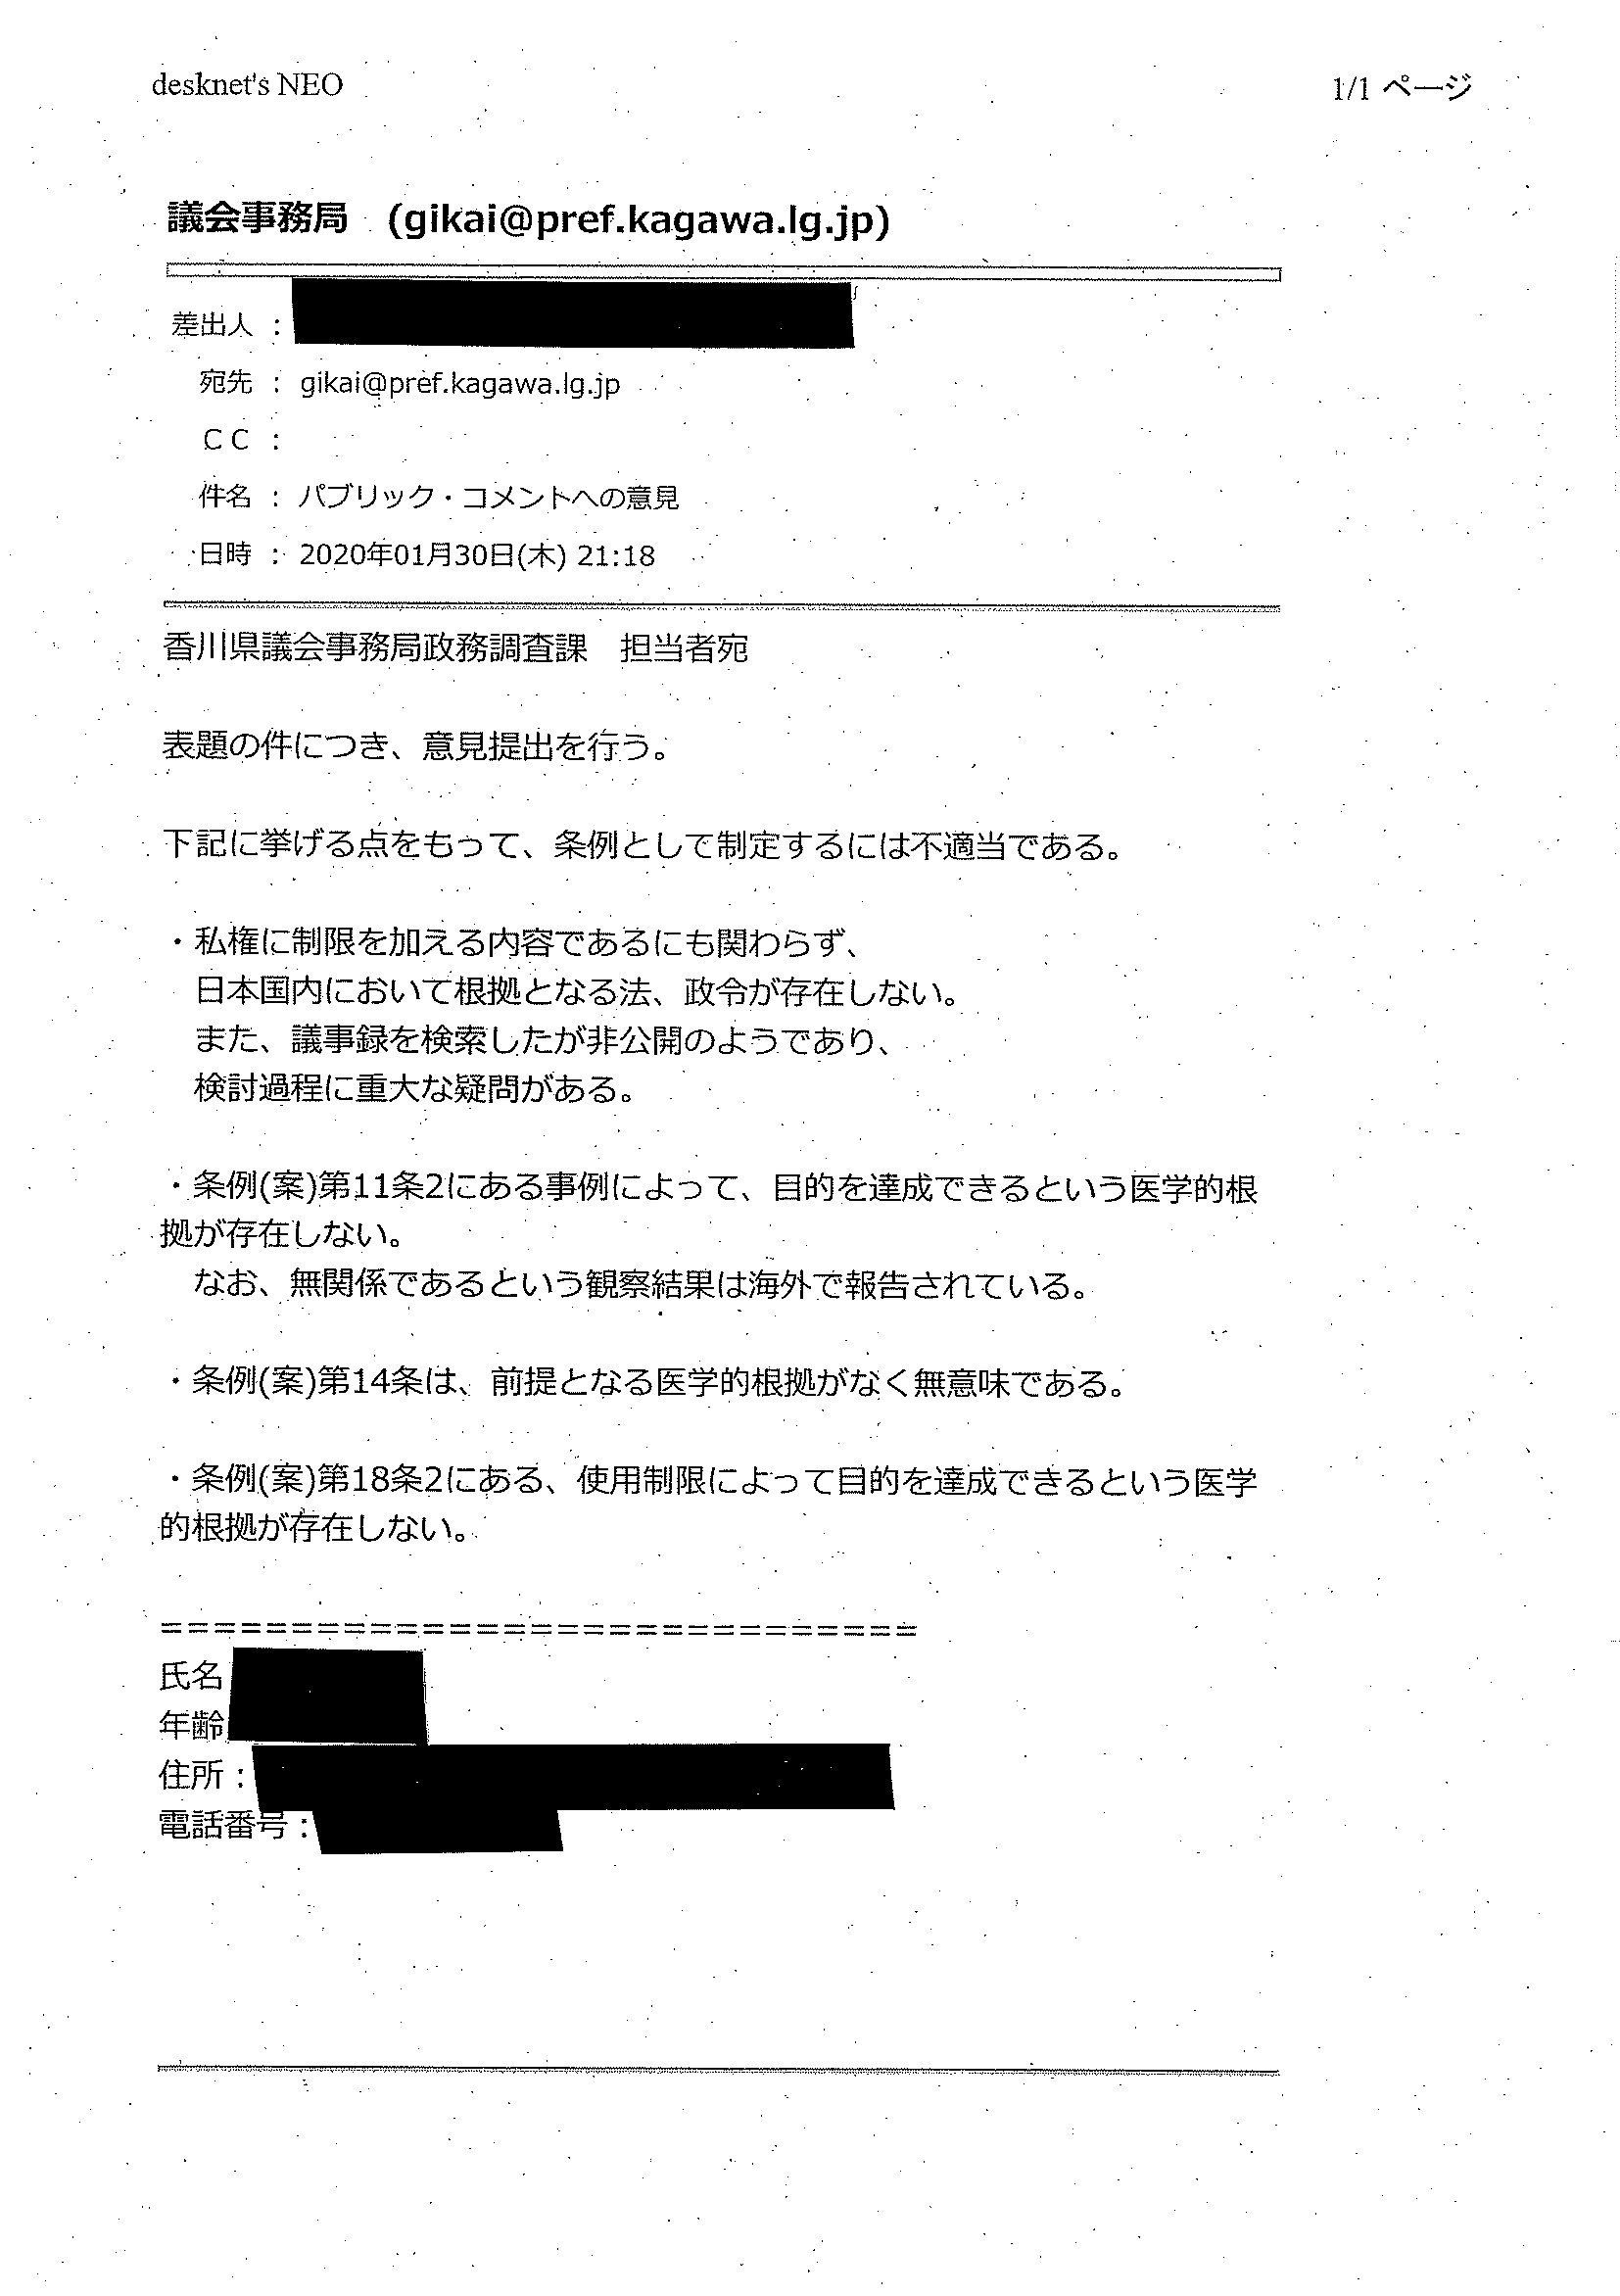 desknet's NEO
1/1 ページ
議会事務局　(gikai@pref.kagawa.lg.jp)
差出人 ：
宛先 ： gikai@pref.kagawa.lg.jp
ＣＣ ：
件名 ： パブリック・コメントへの意見
日時 ： 2020年01月30日(木) 21:18
香川県議会事務局政務調査課　担当者宛
表題の件につき、意見提出を行う。
下記に挙げる点をもって、条例として制定するには不適当である。
・私権に制限を加える内容であるにも関わらず、
　日本国内において根拠となる法、政令が存在しない。
　また、議事録を検索したが非公開のようであり、
　検討過程に重大な疑問がある。
・条例(案)第11条2にある事例によって、目的を達成できるという医学的根
拠が存在しない。
　なお、無関係であるという観察結果は海外で報告されている。
・条例(案)第14条は、前提となる医学的根拠がなく無意味である。
・条例(案)第18条2にある、使用制限によって目的を達成できるという医学
的根拠が存在しない。
=============================
氏名
年齢
住所：
電話番号：